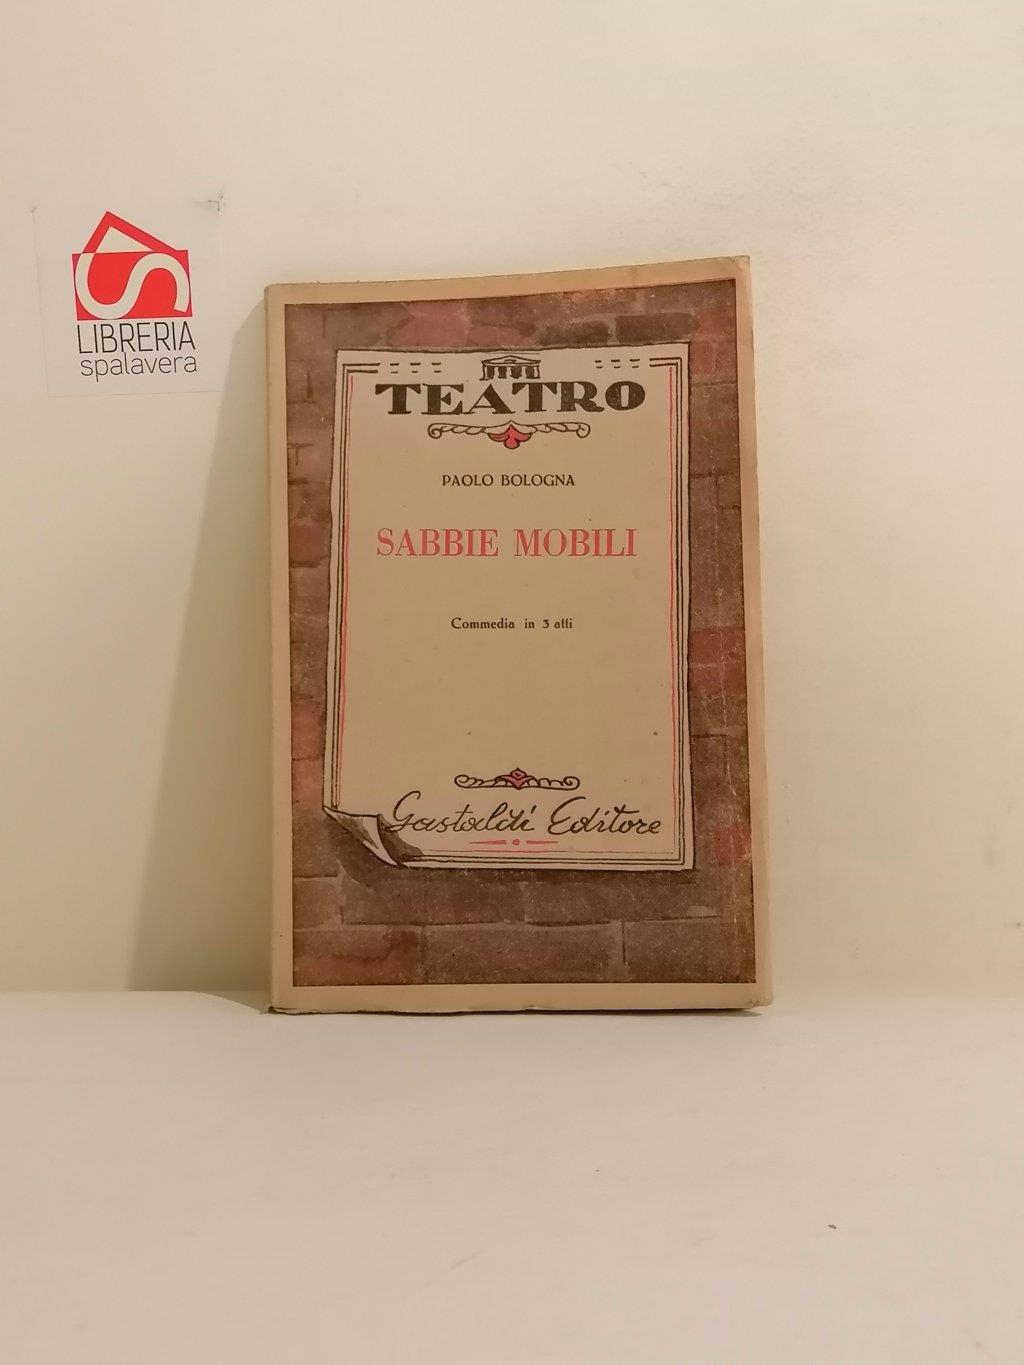 LIBRERIA
spalavera
TEATRO
PAOLO BOLOGNA
SABBIE MOBILI
Commedia in 3 atti
Gastaldi Editore